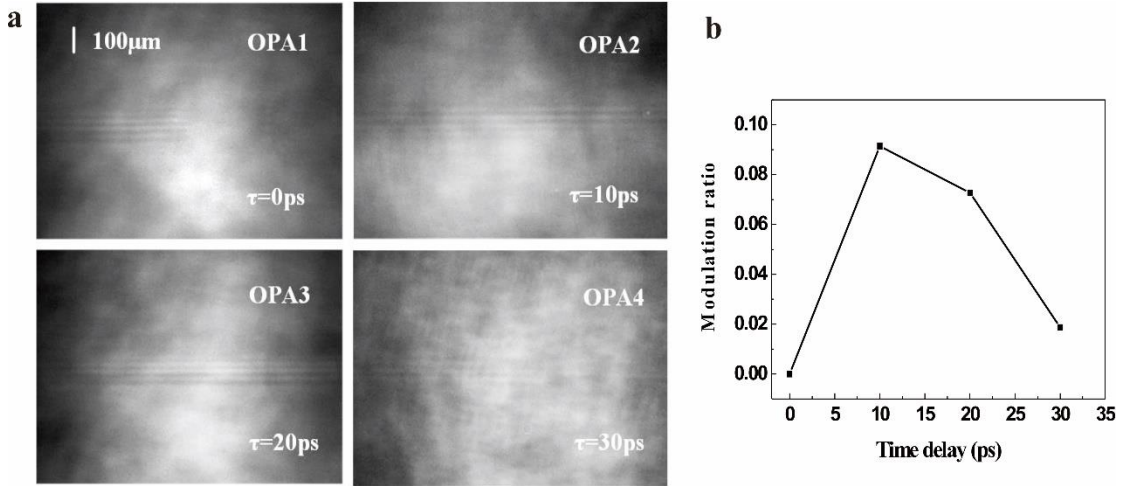 a
100μm
OPA1
τ=0ps
OPA2
τ=10ps
OPA3
τ=20ps
OPA4
τ=30ps
b
Modulation ratio
0.10
0.08
0.06
0.04
0.02
0.00
0 5 10 15 20 25 30 35
Time delay (ps)